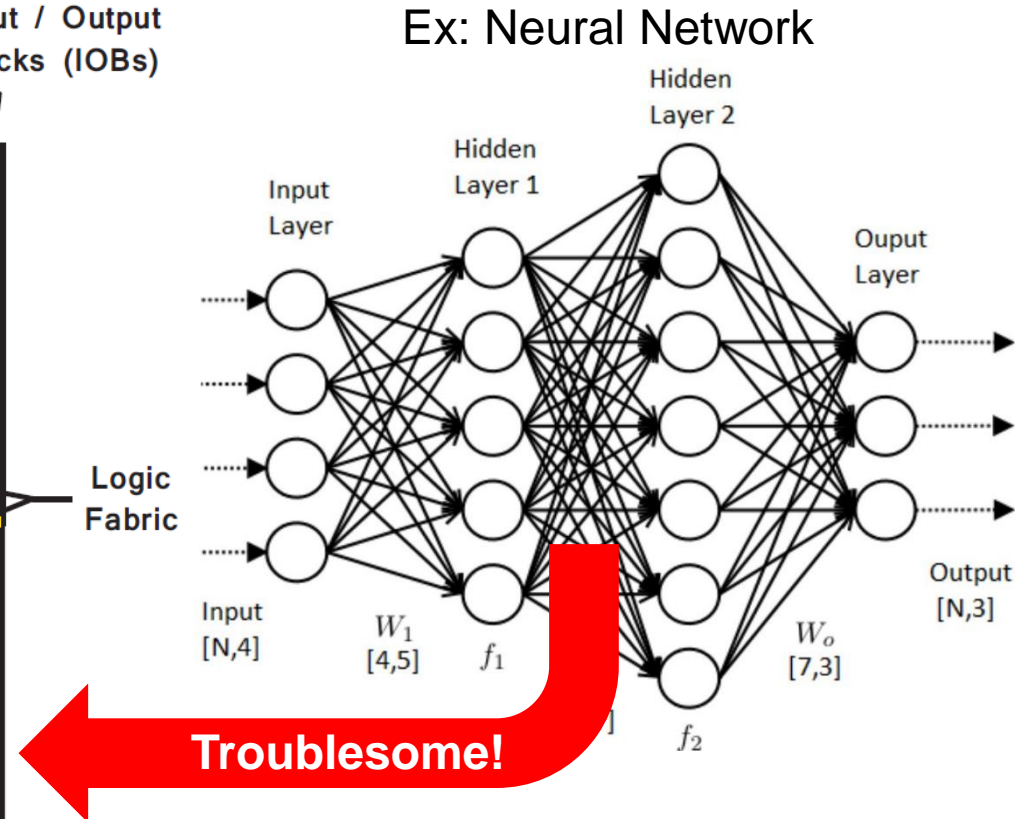 ut / Output
cks (IOBs)
Ex: Neural Network
Hidden
Layer 2
Hidden
Layer 1
Input
Layer
Ouput
Layer
Logic
Fabric
Input
[N,4]
W₁
[4,5]
f₁
]
f₂
Wₒ
[7,3]
Output
[N,3]
Troublesome!